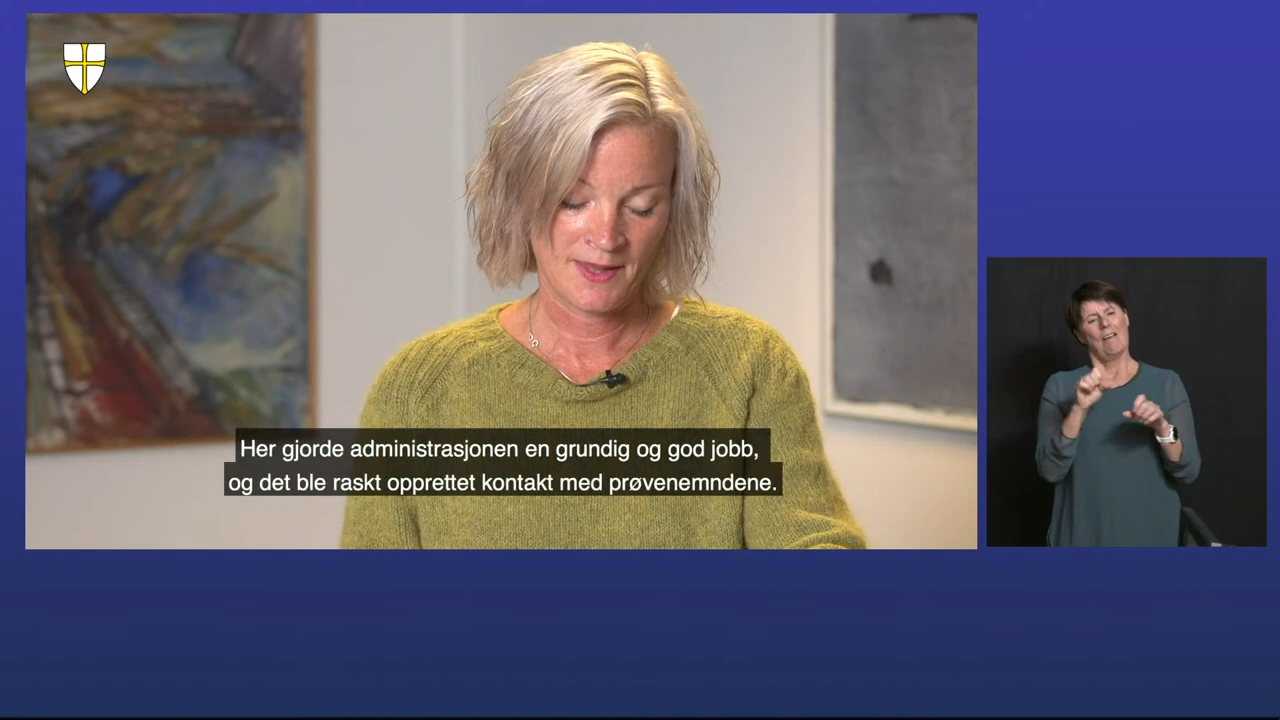 Her gjorde administrasjonen en grundig og god jobb,
og det ble raskt opprettet kontakt med prøvenemndene.